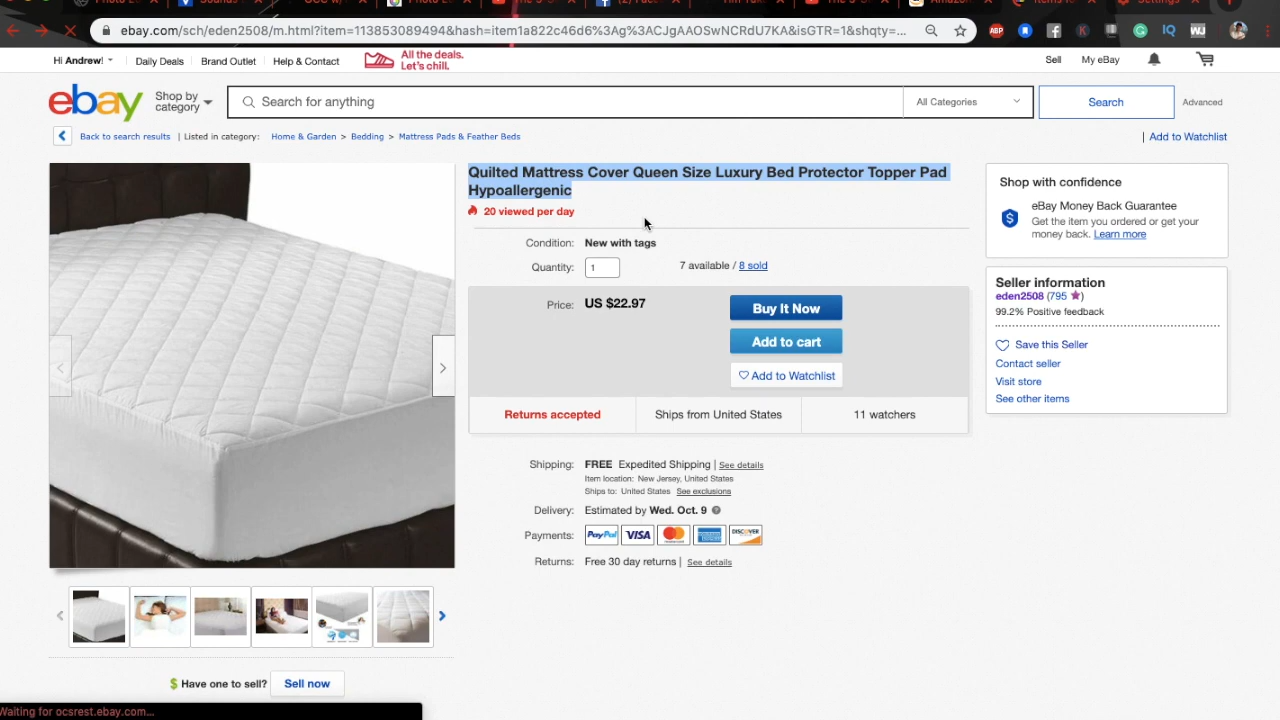 ebay.com/sch/eden2508/m.html?item=113853089494&hash=item1a822c46d6%3Ag%3ACJgAAOSwNCRdU7KA&isGTR=1&shqty=...
ABP
IQ
WJ
Hi Andrew!
Daily Deals
Brand Outlet
Help & Contact
All the deals.
Let's chill.
Sell
My eBay
ebay
Shop by
category
Search for anything
All Categories
Search
Advanced
Back to search results
| Listed in category:
Home & Garden > Bedding > Mattress Pads & Feather Beds
| Add to Watchlist
Quilted Mattress Cover Queen Size Luxury Bed Protector Topper Pad
Hypoallergenic
20 viewed per day
Condition: New with tags
Quantity: 1
7 available / 8 sold
Price: US $22.97
Buy It Now
Add to cart
Add to Watchlist
Returns accepted
Ships from United States
11 watchers
Shipping: FREE Expedited Shipping | See details
Item location: New Jersey, United States
Ships to: United States See exclusions
Delivery: Estimated by Wed. Oct. 9
Payments: PayPal VISA
DISCOVER
Returns: Free 30 day returns | See details
Shop with confidence
eBay Money Back Guarantee
Get the item you ordered or get your
money back. Learn more
Seller information
eden2508 (795 ★)
99.2% Positive feedback
Save this Seller
Contact seller
Visit store
See other items
Have one to sell? Sell now
Waiting for ocsrest.ebay.com...